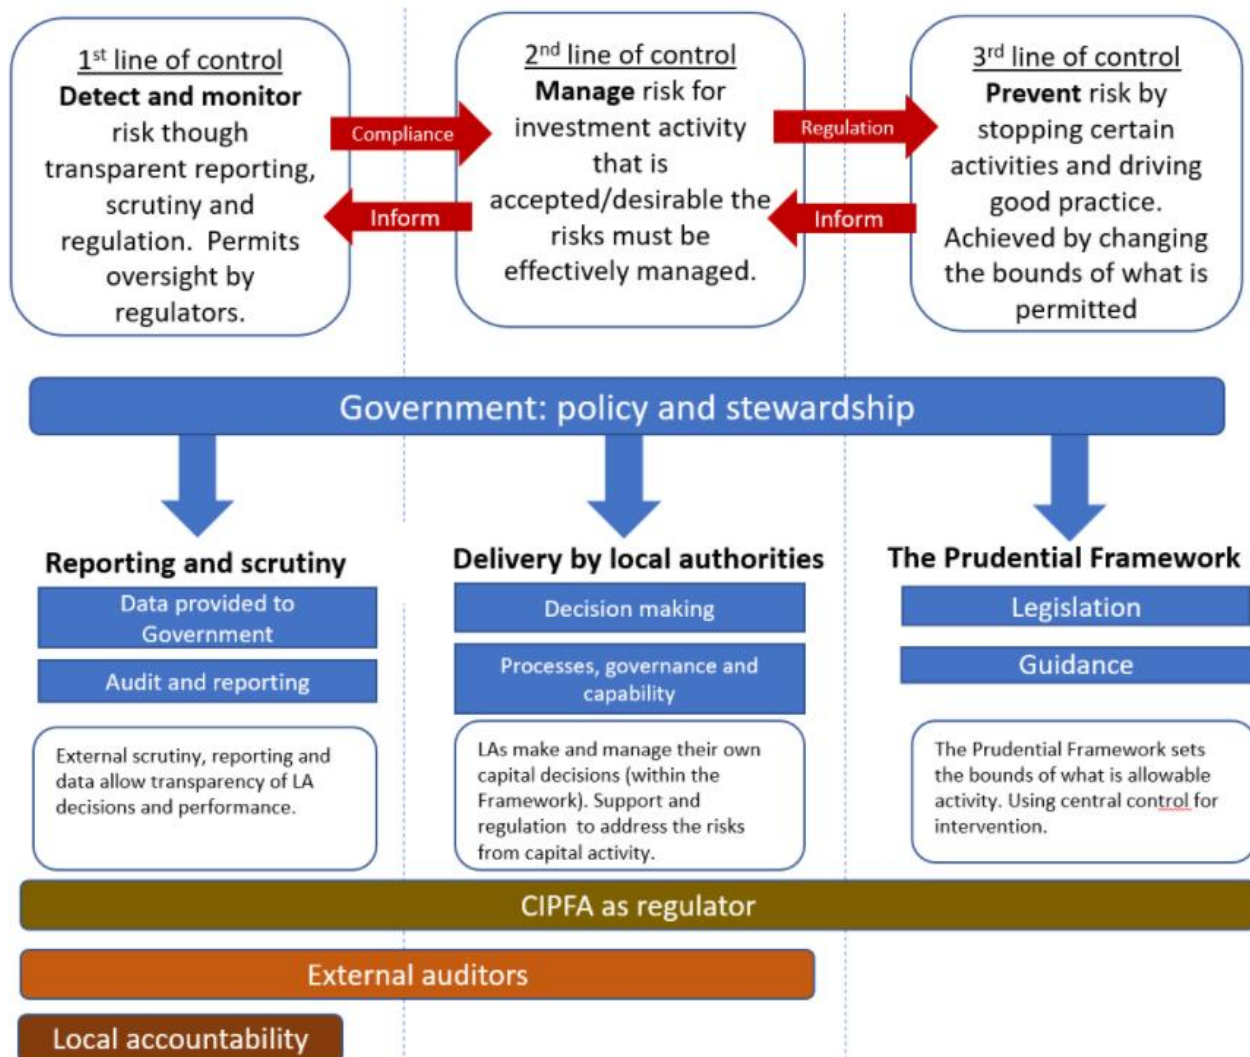 1st line of control
Detect and monitor
risk though
transparent reporting,
scrutiny and
regulation. Permits
oversight by
regulators.
Compliance
Inform
2nd line of control
Manage risk for
investment activity
that is
accepted/desirable the
risks must be
effectively managed.
Regulation
Inform
3rd line of control
Prevent risk by
stopping certain
activities and driving
good practice.
Achieved by changing
the bounds of what is
permitted
Government: policy and stewardship
Reporting and scrutiny
Data provided to
Government
Audit and reporting
External scrutiny, reporting and
data allow transparency of LA
decisions and performance.
Delivery by local authorities
Decision making
Processes, governance and
capability
LAs make and manage their own
capital decisions (within the
Framework). Support and
regulation to address the risks
from capital activity.
The Prudential Framework
Legislation
Guidance
The Prudential Framework sets
the bounds of what is allowable
activity. Using central control for
intervention.
CIPFA as regulator
External auditors
Local accountability